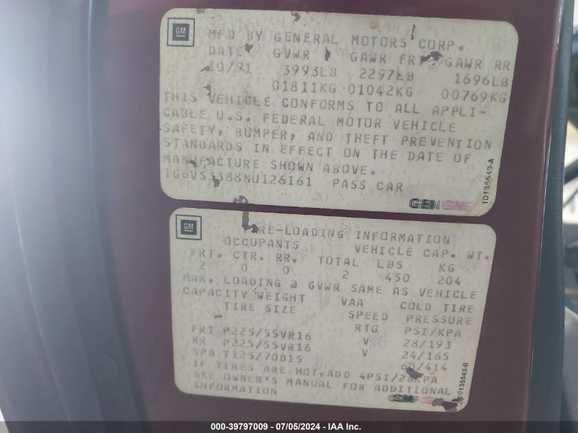 GM
MFD BY GENERAL MOTORS CORP.
DATE GVWR GAWR FRT GAWR RR
10/91 3993LB 2297LB 1696LB
01811KG 01042KG 00769KG
THIS VEHICLE CONFORMS TO ALL APPLI-
CABLE U.S. FEDERAL MOTOR VEHICLE
SAFETY, BUMPER, AND THEFT PREVENTION
STANDARDS IN EFFECT ON THE DATE OF
MANUFACTURE SHOWN ABOVE.
PASS CAR
GM
TIRE-LOADING INFORMATION
OCCUPANTS VEHICLE CAP. WT.
FRT. CTR. RR. TOTAL LBS KG
2 0 0 2 450 204
MAX. LOADING & GVWR SAME AS VEHICLE
CAPACITY WEIGHT VAA COLD TIRE
TIRE SIZE SPEED PRESSURE
RTG PSI/KPA
FRT P225/55VR16 V 28/193
RR P225/55VR16 V 24/165
SPA T125/70D15 60/414
IF TIRES ARE HOT, ADD 4PSI/28KPA
SEE OWNER'S MANUAL FOR ADDITIONAL
INFORMATION
000-39797009 - 07/05/2024 - IAA Inc.